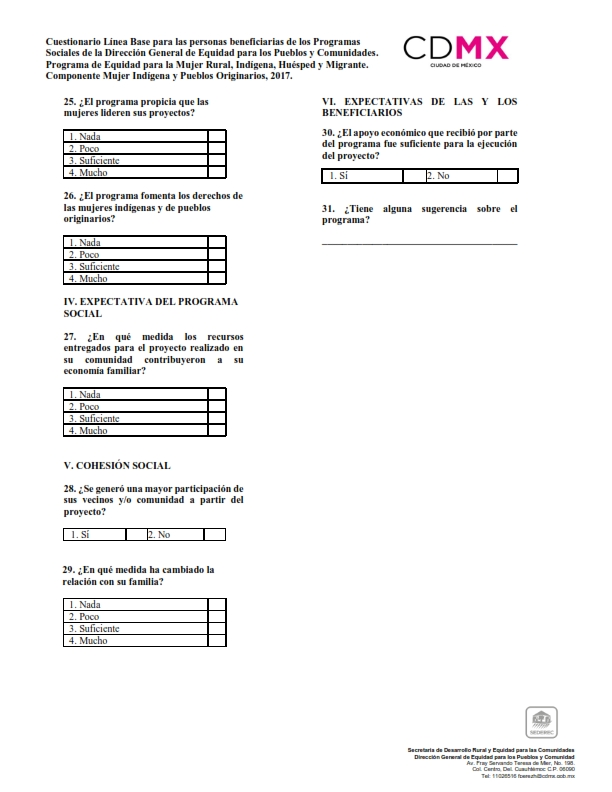 Cuestionario Línea Base para las personas beneficiarias de los Programas
Sociales de la Dirección General de Equidad para los Pueblos y Comunidades.
Programa de Equidad para la Mujer Rural, Indígena, Huésped y Migrante.
Componente Mujer Indígena y Pueblos Originarios, 2017.
CDMX
CIUDAD DE MÉXICO
25. ¿El programa propicia que las
mujeres lideren sus proyectos?
1. Nada
2. Poco
3. Suficiente
4. Mucho
26. ¿El programa fomenta los derechos de
las mujeres indígenas y de pueblos
originarios?
1. Nada
2. Poco
3. Suficiente
4. Mucho
IV. EXPECTATIVA DEL PROGRAMA
SOCIAL
27. ¿En qué medida los recursos
entregados para el proyecto realizado en
su comunidad contribuyeron a su
economía familiar?
1. Nada
2. Poco
3. Suficiente
4. Mucho
V. COHESIÓN SOCIAL
28. ¿Se generó una mayor participación de
sus vecinos y/o comunidad a partir del
proyecto?
1. Sí 2. No
29. ¿En qué medida ha cambiado la
relación con su familia?
1. Nada
2. Poco
3. Suficiente
4. Mucho
VI. EXPECTATIVAS DE LAS Y LOS
BENEFICIARIOS
30. ¿El apoyo económico que recibió por parte
del programa fue suficiente para la ejecución
del proyecto?
1. Sí 2. No
31. ¿Tiene alguna sugerencia sobre el
programa?
SEDEREC
Secretaría de Desarrollo Rural y Equidad para las Comunidades
Dirección General de Equidad para los Pueblos y Comunidad
Av. Fray Servando Teresa de Mier, No. 198.
Col. Centro, Del. Cuauhtémoc C.P. 06090
Tel: 11026516 fperezh@cdmx.gob.mx